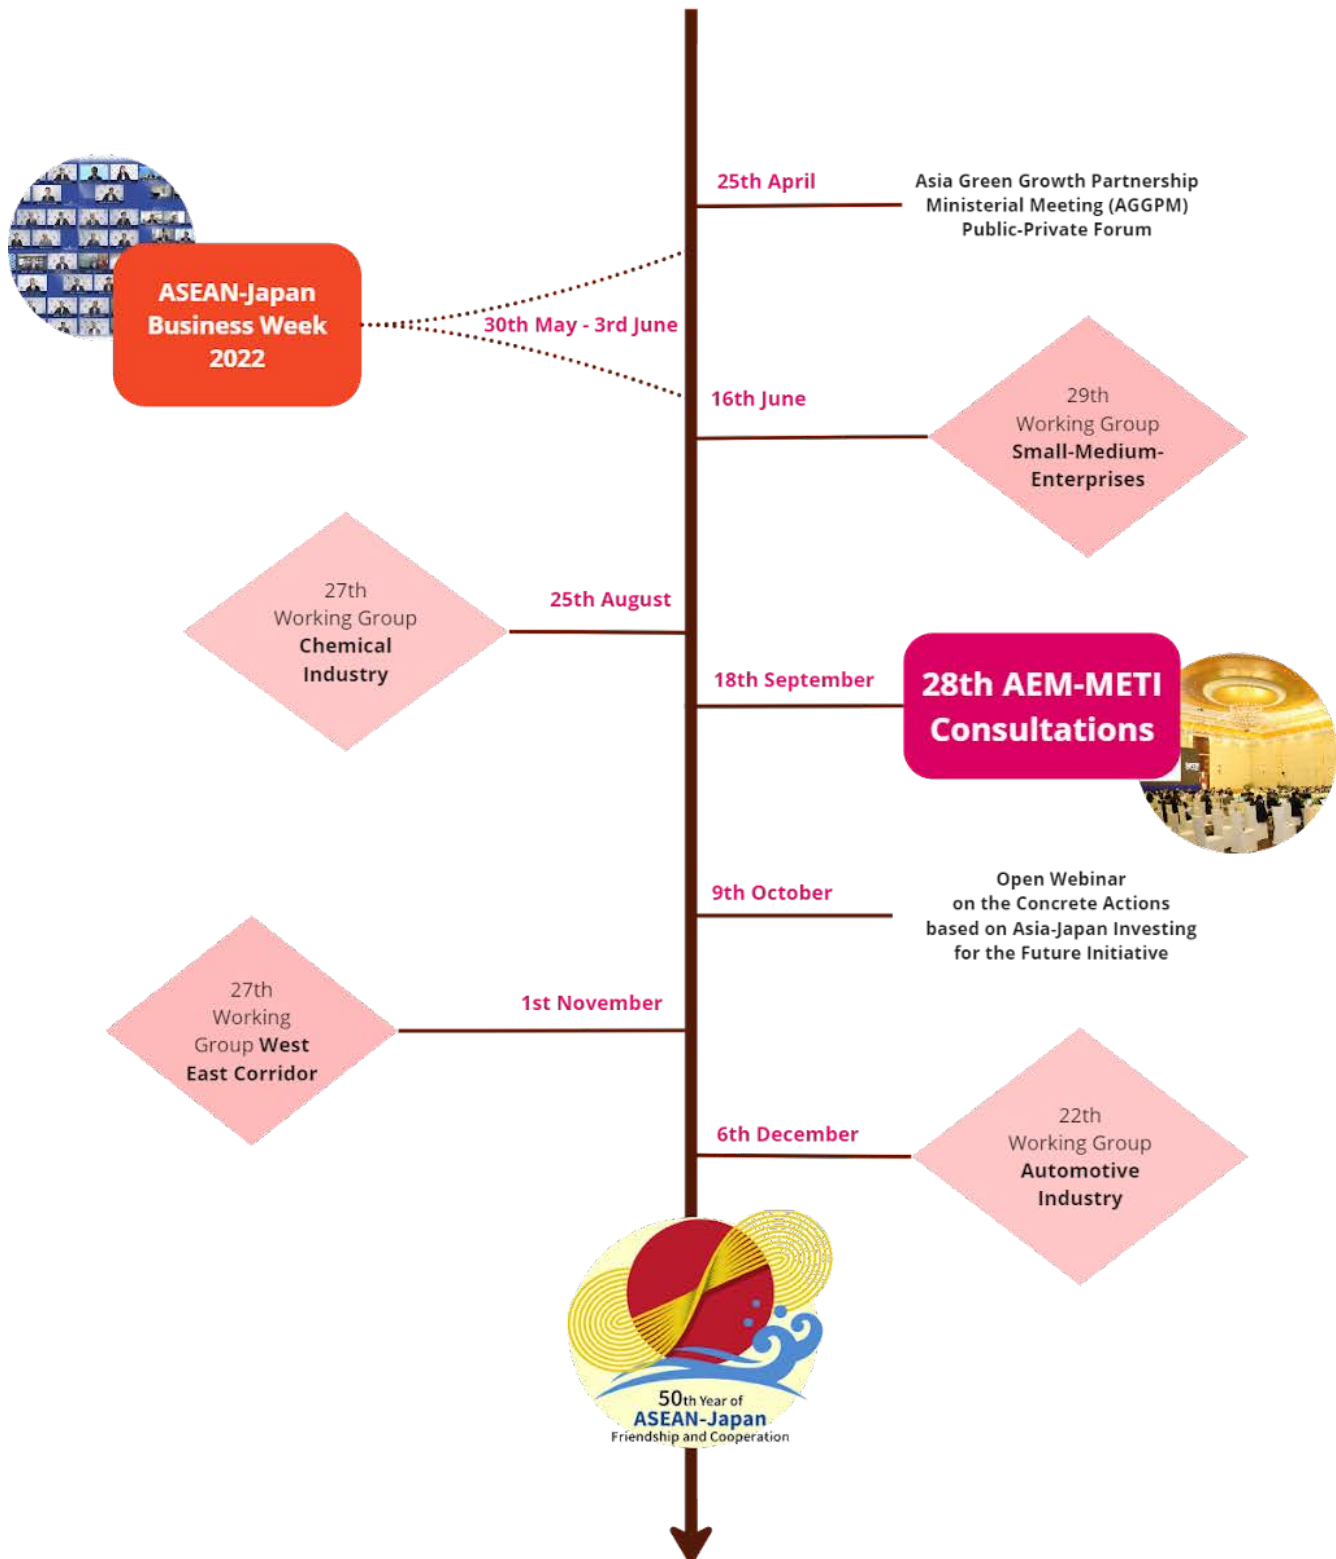 25th April
Asia Green Growth Partnership
Ministerial Meeting (AGGPM)
Public-Private Forum
ASEAN-Japan
Business Week
2022
30th May - 3rd June
16th June
29th
Working Group
Small-Medium-
Enterprises
27th
Working Group
Chemical
Industry
25th August
18th September
28th AEM-METI
Consultations
9th October
Open Webinar
on the Concrete Actions
based on Asia-Japan Investing
for the Future Initiative
27th
Working
Group West
East Corridor
1st November
6th December
22th
Working Group
Automotive
Industry
50th Year of
ASEAN-Japan
Friendship and Cooperation